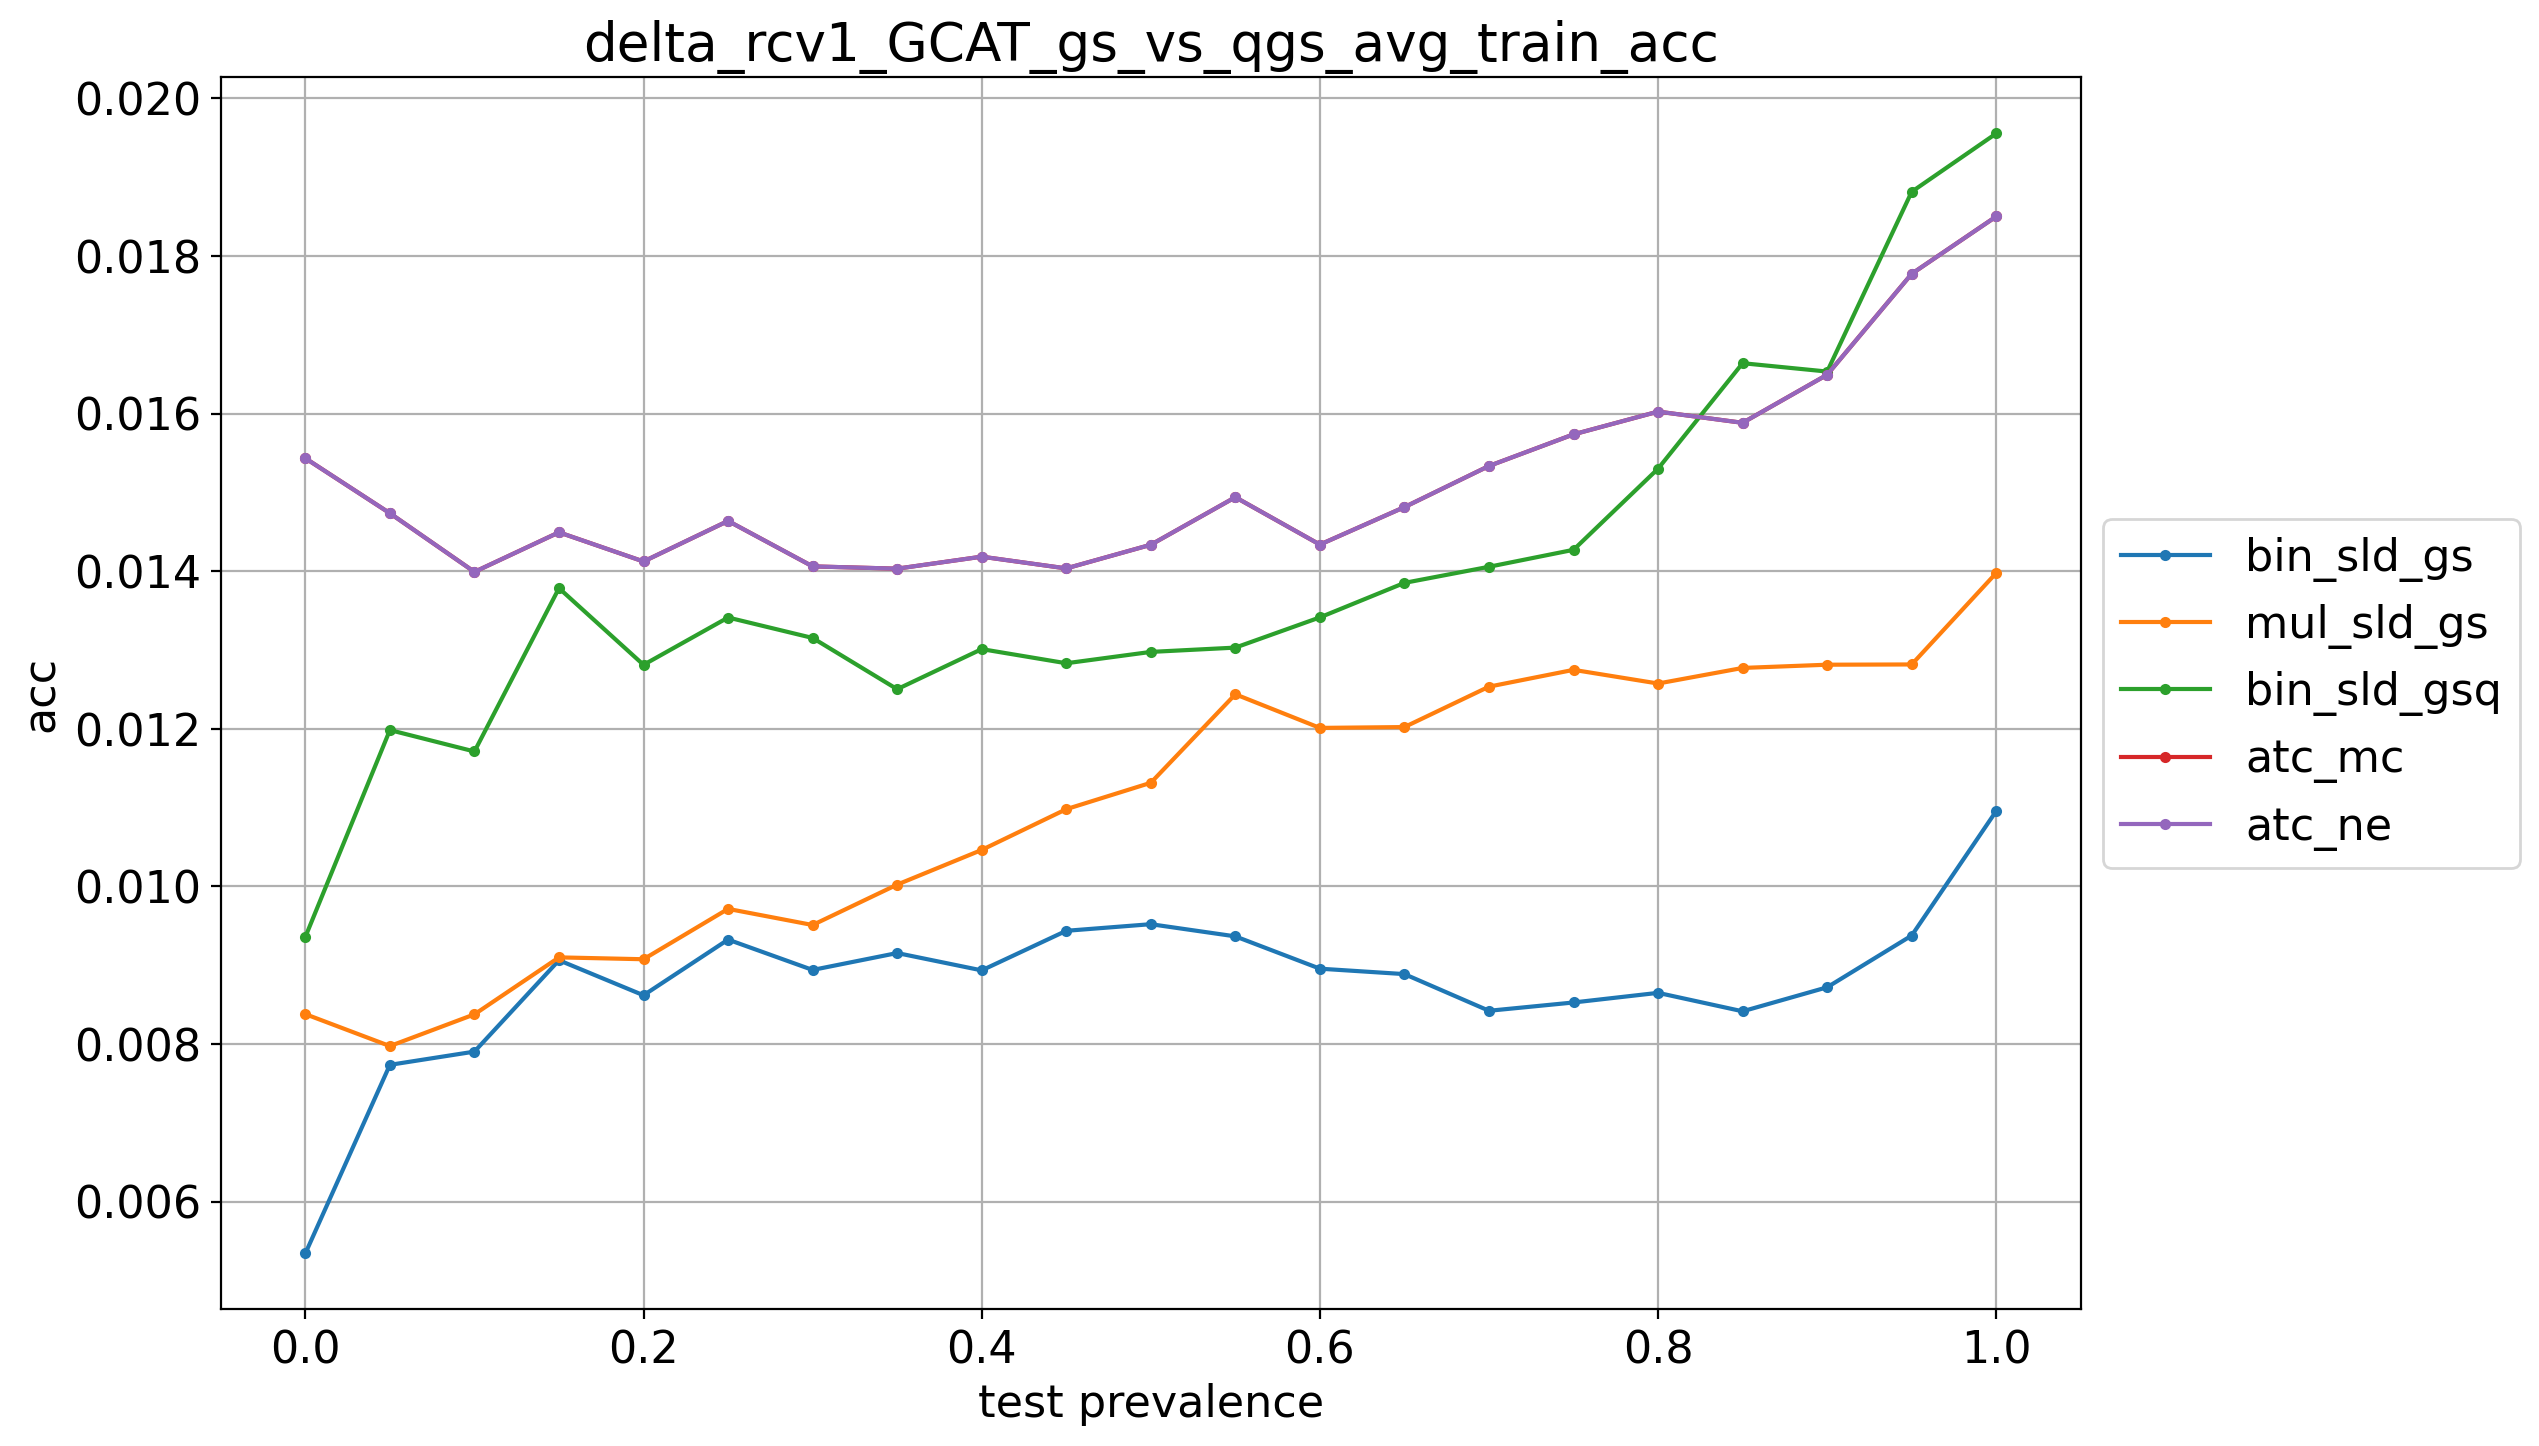 delta_rcv1_GCAT_gs_vs_qgs_avg_train_acc
0.020
0.018
0.016
0.014
0.012
0.010
0.008
0.006
acc
0.0 0.2 0.4 0.6 0.8 1.0
test prevalence
bin_sld_gs
mul_sld_gs
bin_sld_gsq
atc_mc
atc_ne